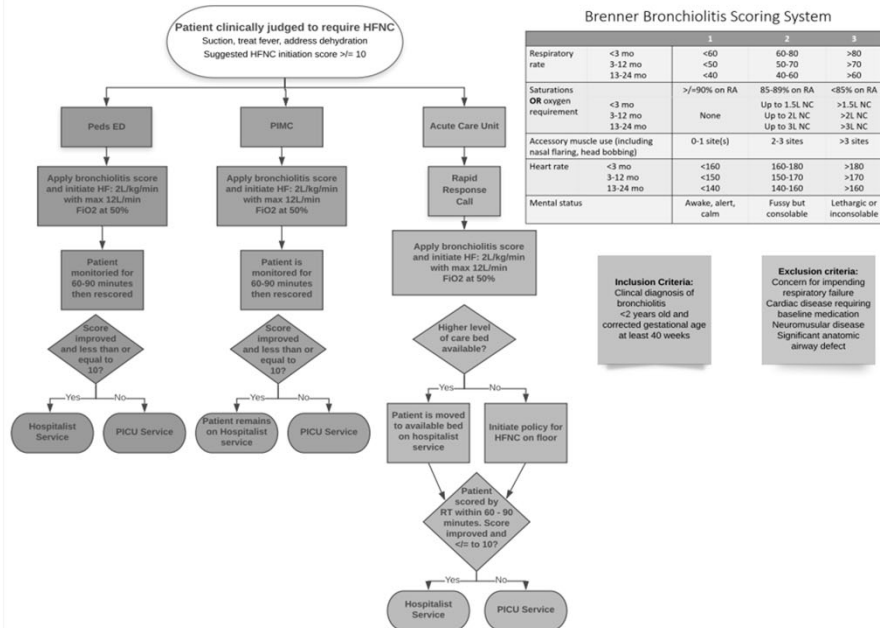 Patient clinically judged to require HFNC
Suction, treat fever, address dehydration
Suggested HFNC initiation score >/= 10
Peds ED
PIMC
Acute Care Unit
Apply bronchiolitis score
and initiate HF: 2L/kg/min
with max 12L/min
FiO2 at 50%
Apply bronchiolitis score
and initiate HF: 2L/kg/min
with max 12L/min
FiO2 at 50%
Rapid
Response
Call
Patient
monitoried for
60-90 minutes
then rescored
Patient is
monitored for
60-90 minutes
then rescored
Apply bronchiolitis score
and initiate HF: 2L/kg/min
with max 12L/min
FiO2 at 50%
Score
improved
and less than or
equal to
10?
Score
improved
and less than or
equal to
10?
Higher level
of care bed
available?
Yes
No
Yes
No
Yes
No
Hospitalist
Service
PICU Service
Patient remains
on Hospitalist
service
PICU Service
Patient is moved
to available bed
on hospitalist
service
Initiate policy for
HFNC on floor
Patient
scored by
RT within 60 - 90
minutes. Score
improved and
</= to 10?
Yes
No
Hospitalist
Service
PICU Service
Brenner Bronchiolitis Scoring System
1 2 3
Respiratory <3 mo <60 60-80 >80
rate 3-12 mo <50 50-70 >70
13-24 mo <40 40-60 >60
Saturations >/=90% on RA 85-89% on RA <85% on RA
OR oxygen <3 mo Up to 1.5L NC >1.5L NC
requirement 3-12 mo None Up to 2L NC >2L NC
13-24 mo Up to 3L NC >3L NC
Accessory muscle use (including 0-1 site(s) 2-3 sites >3 sites
nasal flaring, head bobbing)
Heart rate <3 mo <160 160-180 >180
3-12 mo <150 150-170 >170
13-24 mo <140 140-160 >160
Mental status Awake, alert, Fussy but Lethargic or
calm consolable inconsolable
Inclusion Criteria:
Clincal diagnosis of
bronchiolitis
<2 years old and
corrected gestational age
at least 40 weeks
Exclusion criteria:
Concern for impending
respiratory failure
Cardiac disease requiring
baseline medication
Neuromusular disease
Significant anatomic
airway defect